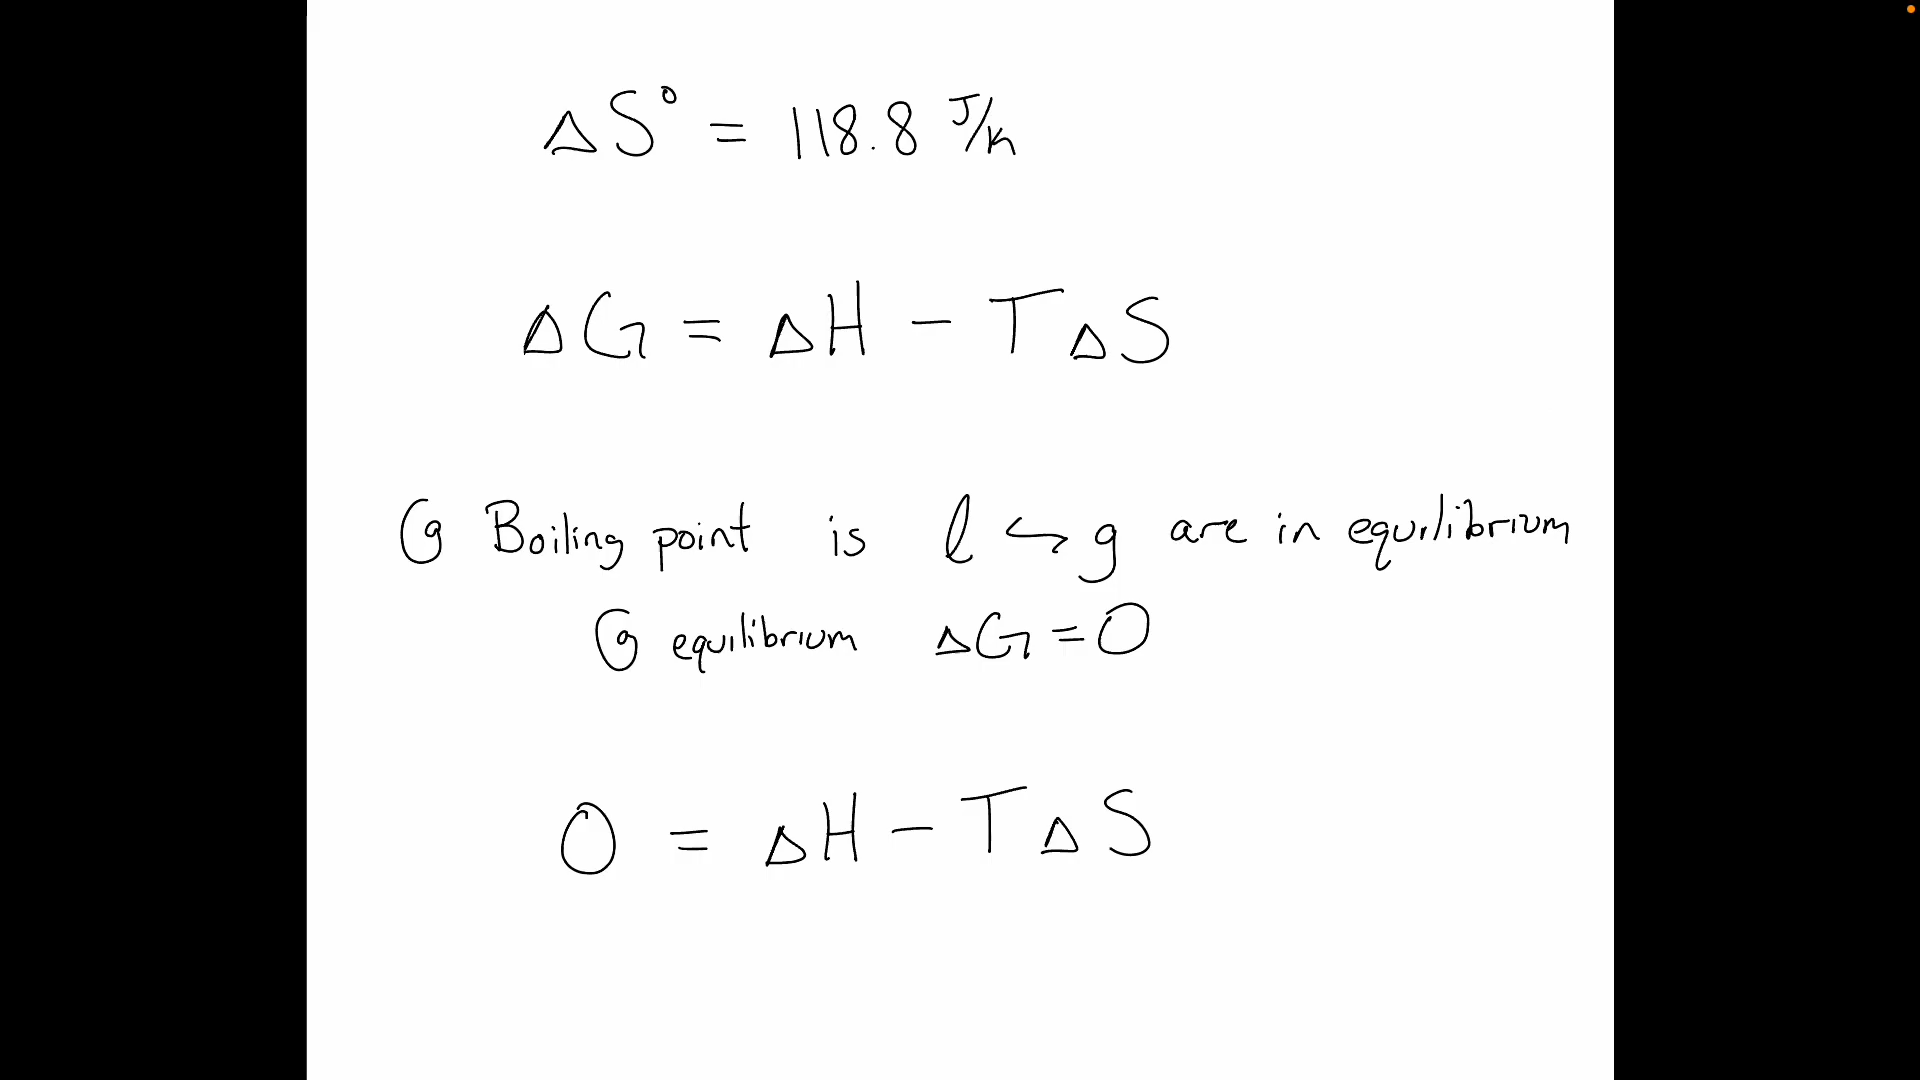 ΔS° = 118.8 J/K
ΔG = ΔH - TΔS
@ Boiling point is l ↔ g are in equilibrium
@ equilibrium ΔG = 0
0 = ΔH - TΔS